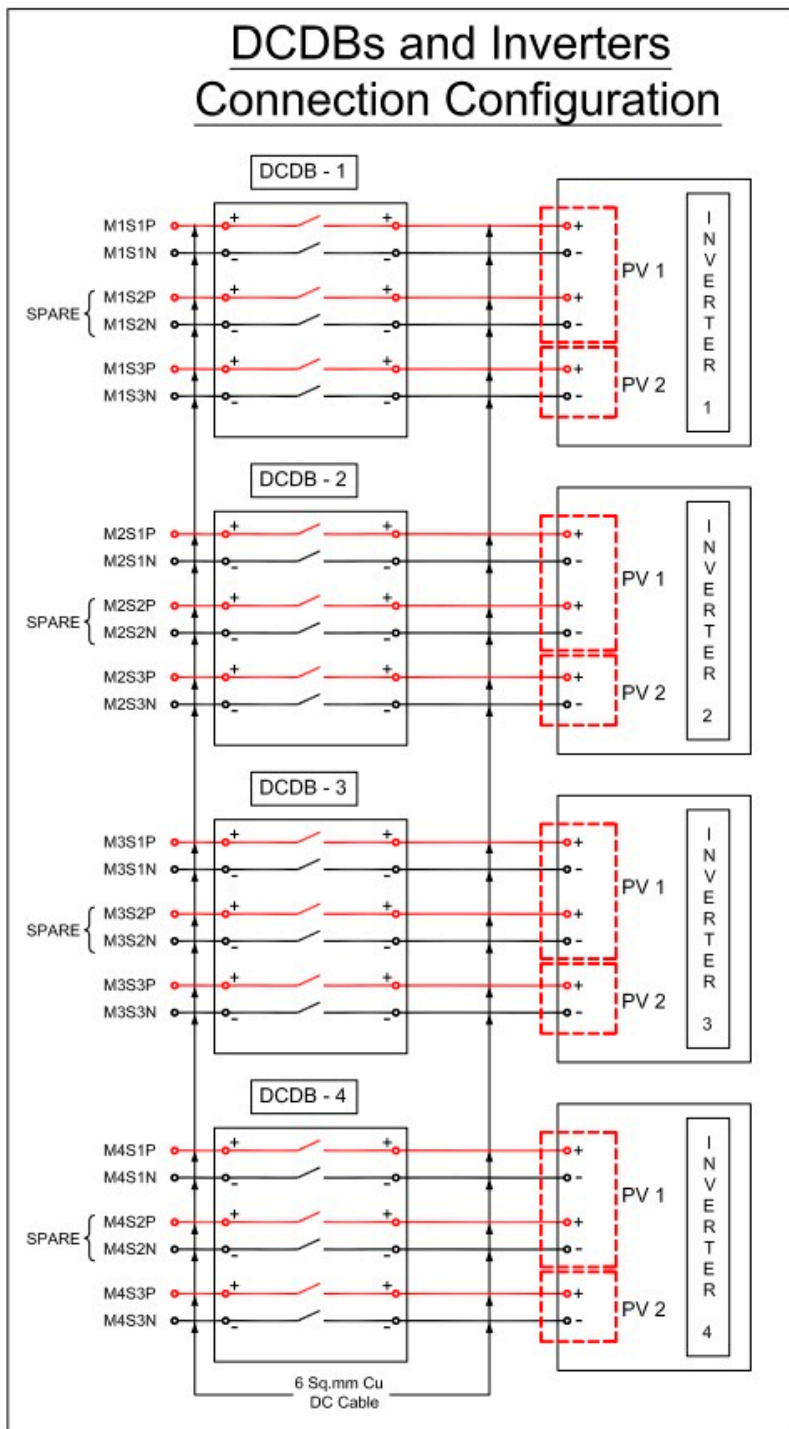 DCDBs and Inverters
Connection Configuration
DCDB - 1
M1S1P + + +
M1S1N - - -
PV 1
SPARE
M1S2P + + +
M1S2N - - -
M1S3P + + +
PV 2
M1S3N - - -
INVERTER 1
DCDB - 2
M2S1P + + +
M2S1N - - -
PV 1
SPARE
M2S2P + + +
M2S2N - - -
M2S3P + + +
PV 2
M2S3N - - -
INVERTER 2
DCDB - 3
M3S1P + + +
M3S1N - - -
PV 1
SPARE
M3S2P + + +
M3S2N - - -
M3S3P + + +
PV 2
M3S3N - - -
INVERTER 3
DCDB - 4
M4S1P + + +
M4S1N - - -
PV 1
SPARE
M4S2P + + +
M4S2N - - -
M4S3P + + +
PV 2
M4S3N - - -
INVERTER 4
6 Sq.mm Cu
DC Cable